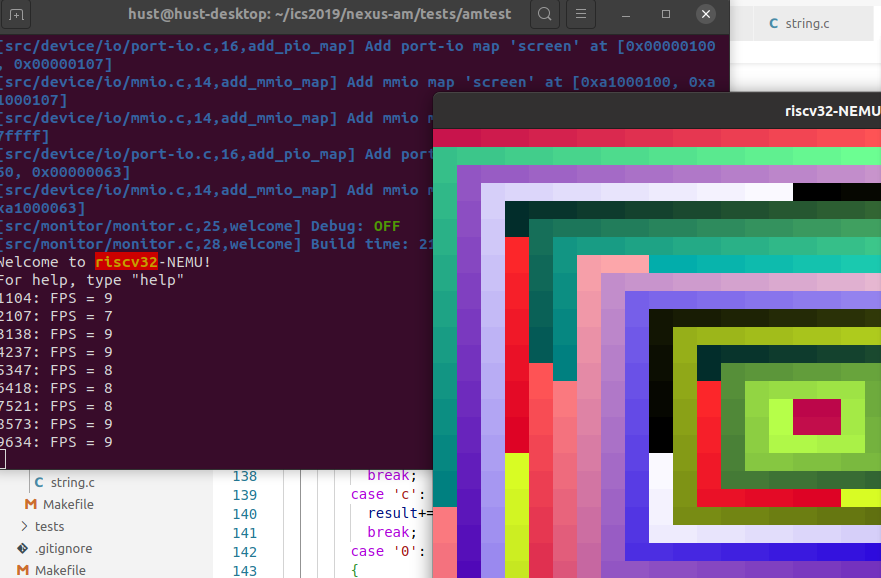 hust@hust-desktop: ~/ics2019/nexus-am/tests/amtest
[src/device/io/port-io.c,16,add_pio_map] Add port-io map 'screen' at [0x00000100
, 0x00000107]
[src/device/io/mmio.c,14,add_mmio_map] Add mmio map 'screen' at [0xa1000100, 0xa
1000107]
[src/device/io/mmio.c,14,add_mmio_map] Add mmio m
7ffff]
[src/device/io/port-io.c,16,add_pio_map] Add port
60, 0x00000063]
[src/device/io/mmio.c,14,add_mmio_map] Add mmio m
xa1000063]
[src/monitor/monitor.c,25,welcome] Debug: OFF
[src/monitor/monitor.c,28,welcome] Build time: 21
Welcome to riscv32-NEMU!
For help, type "help"
1104: FPS = 9
2107: FPS = 7
3138: FPS = 9
4237: FPS = 9
5347: FPS = 8
6418: FPS = 8
7521: FPS = 8
8573: FPS = 9
9634: FPS = 9
C string.c
riscv32-NEMU
C string.c
M Makefile
> tests
.gitignore
M Makefile
138 break;
139 case 'c':
140 result+=
141 break;
142 case '0':
143 {